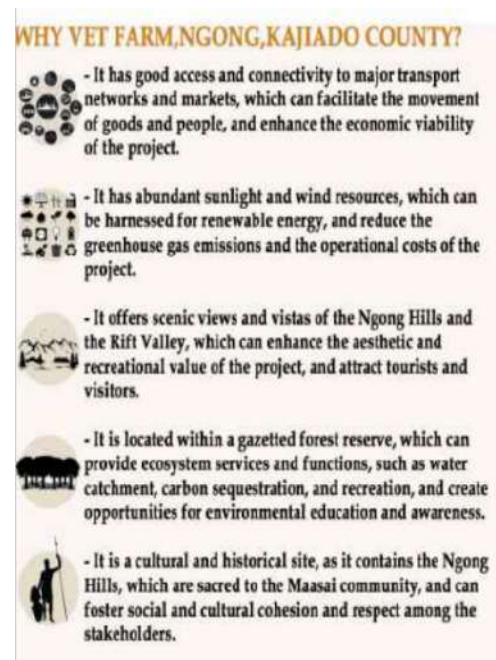 WHY VET FARM,NGONG,KAJIADO COUNTY?
- It has good access and connectivity to major transport
networks and markets, which can facilitate the movement
of goods and people, and enhance the economic viability
of the project.
- It has abundant sunlight and wind resources, which can
be harnessed for renewable energy, and reduce the
greenhouse gas emissions and the operational costs of the
project.
- It offers scenic views and vistas of the Ngong Hills and
the Rift Valley, which can enhance the aesthetic and
recreational value of the project, and attract tourists and
visitors.
- It is located within a gazetted forest reserve, which can
provide ecosystem services and functions, such as water
catchment, carbon sequestration, and recreation, and create
opportunities for environmental education and awareness.
- It is a cultural and historical site, as it contains the Ngong
Hills, which are sacred to the Maasai community, and can
foster social and cultural cohesion and respect among the
stakeholders.